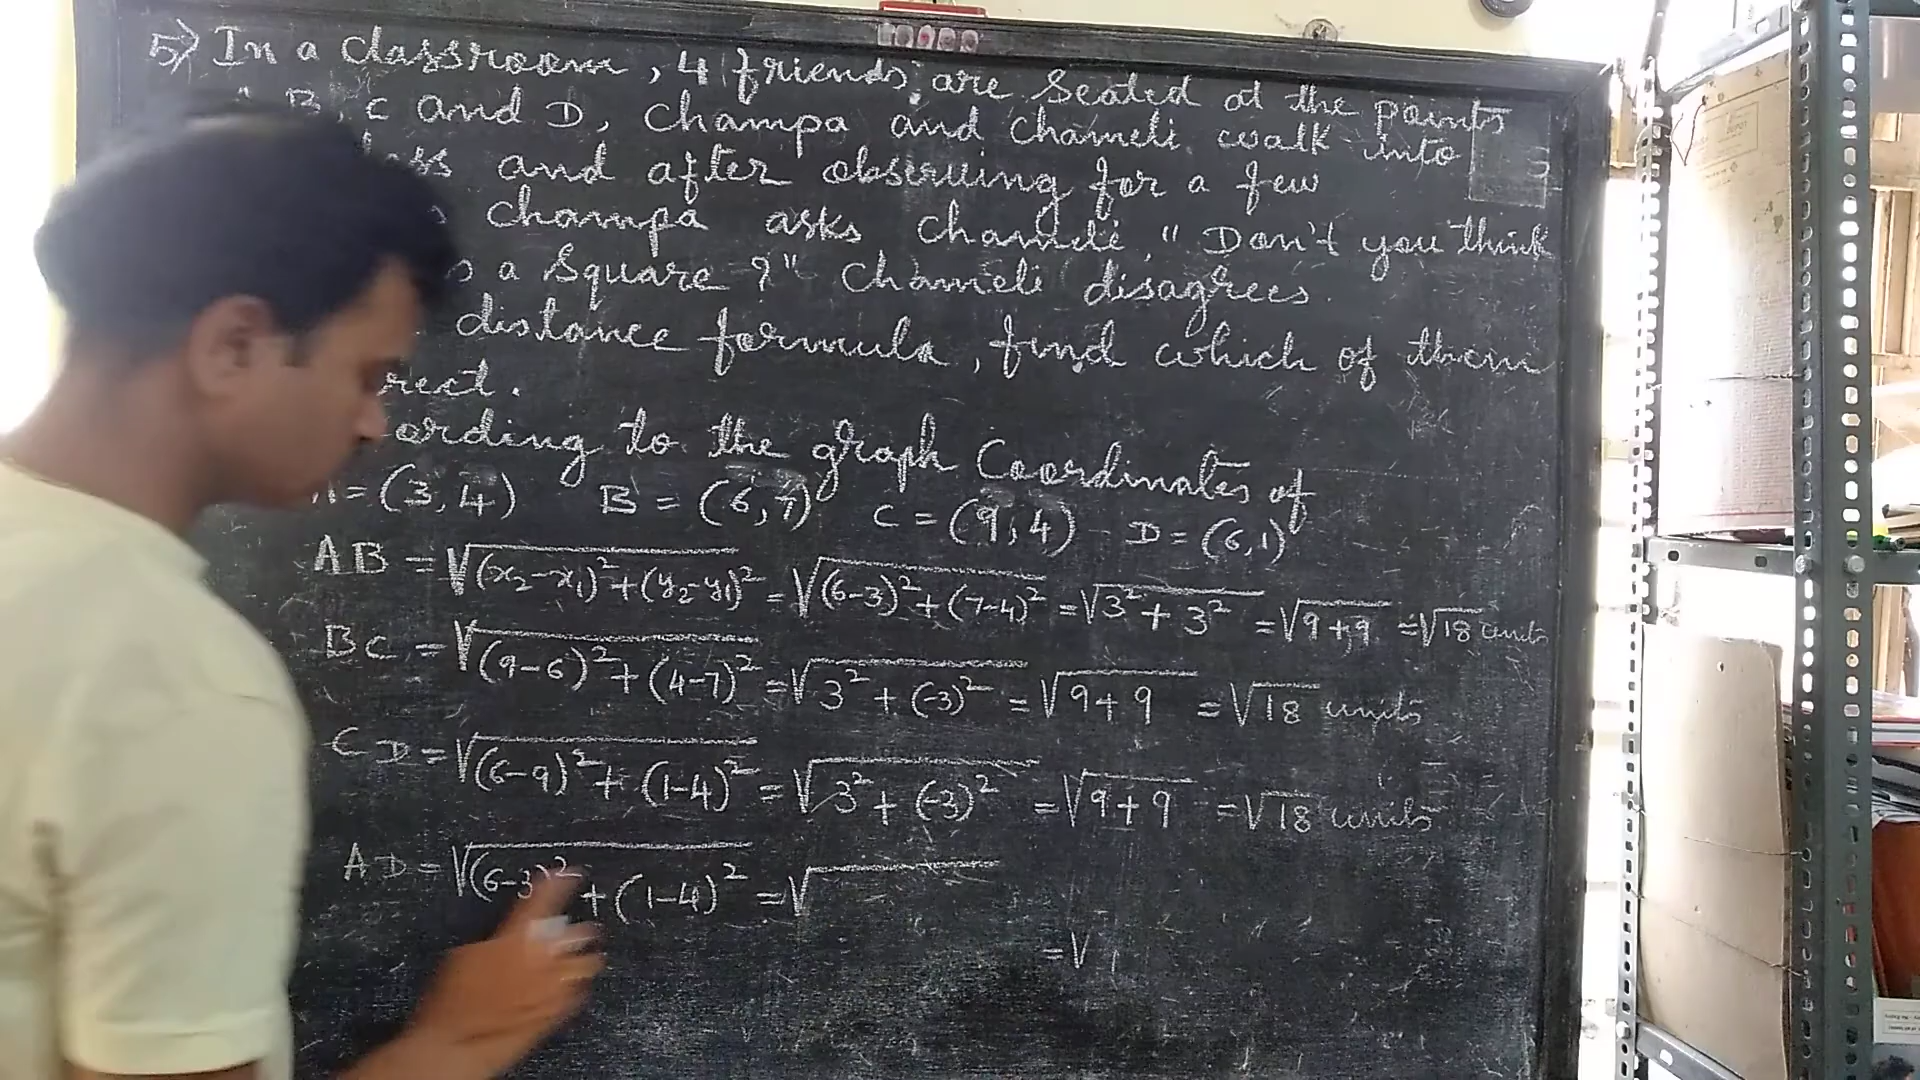 5) In a classroom, 4 friends are seated at the points
B, C and D, Champa and Chameli walk into
and after observing for a few
Champa asks Chameli, "Don't you think
a Square?" Chameli disagrees.
distance formula, find which of them
rect.
ording to the graph Coordinates of
A = (3,4) B = (6,7) C = (9,4) D = (6,1)
AB = √(x₂-x₁)²+(y₂-y₁)² = √(6-3)²+(7-4)² = √3²+3² = √9+9 = √18 units
BC = √(9-6)²+(4-7)² = √3²+(-3)² = √9+9 = √18 units
CD = √(6-9)²+(1-4)² = √3²+(-3)² = √9+9 = √18 units
AD = √(6-3)²+(1-4)² = √
= √